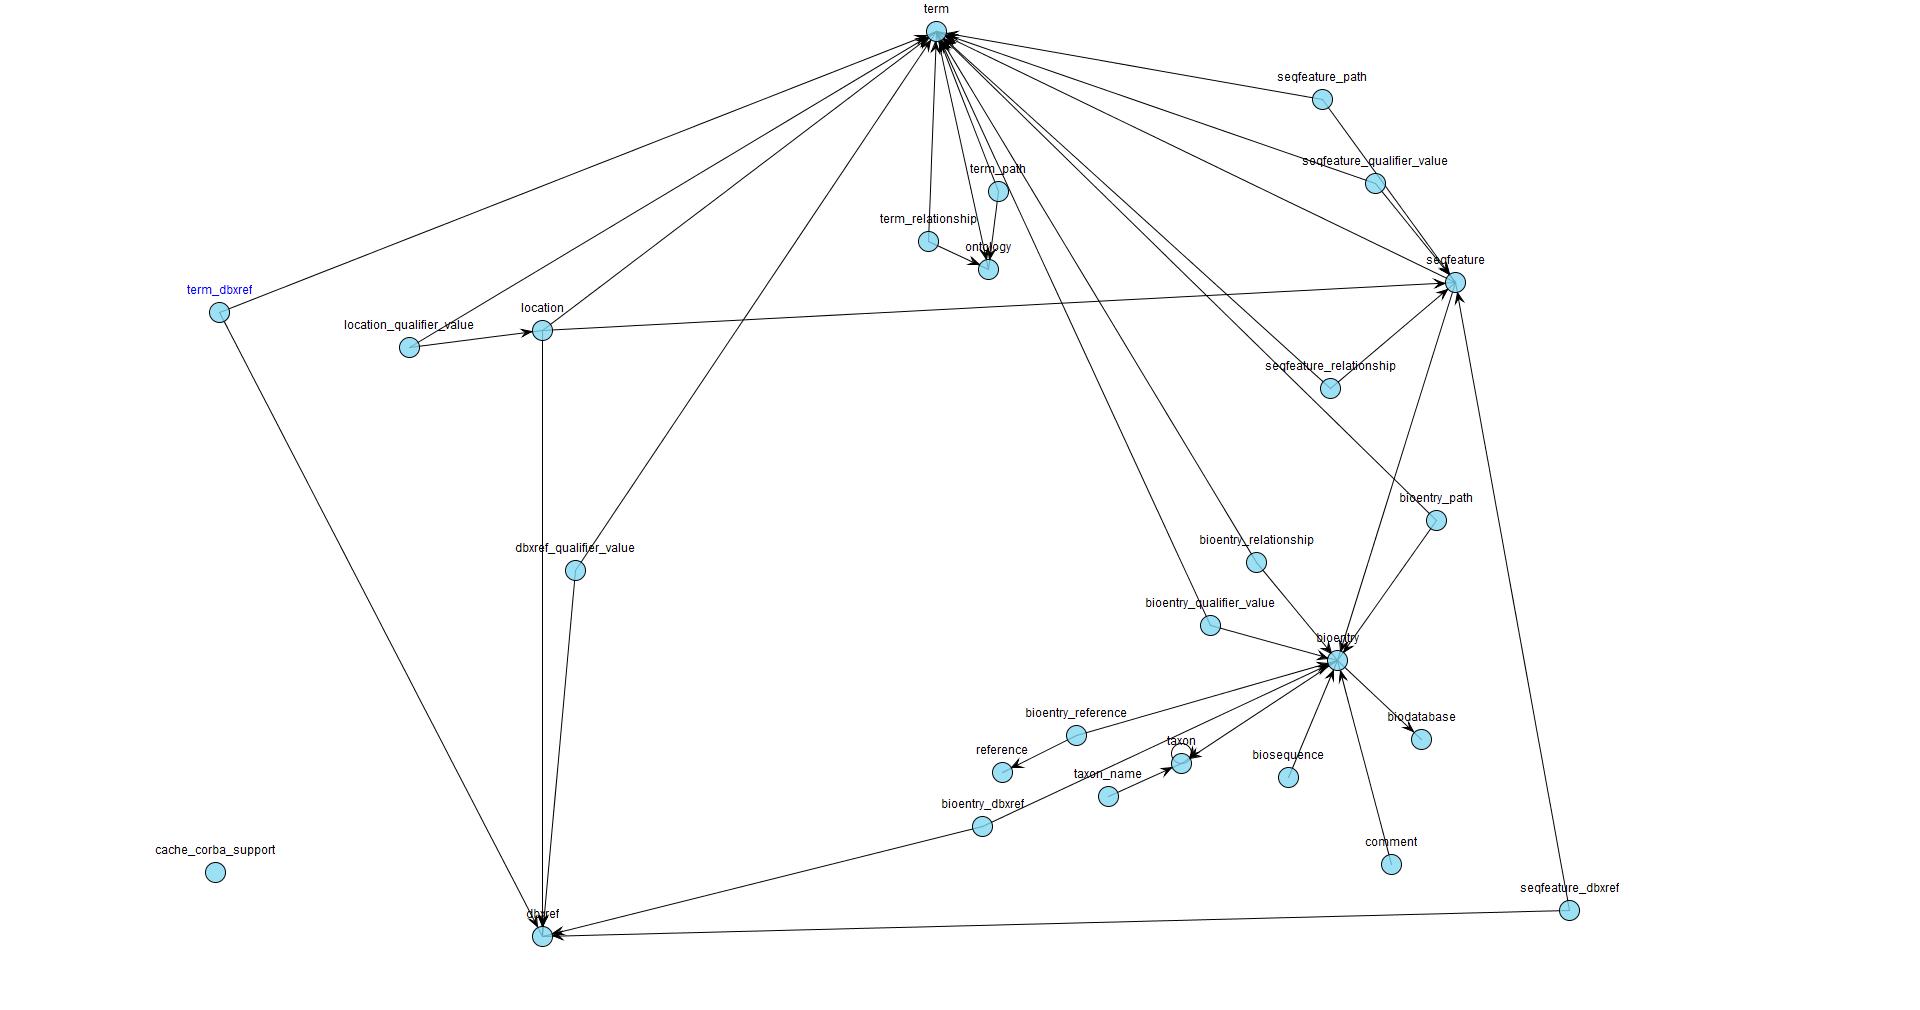 term
seqfeature_path
seqfeature_qualifier_value
term_path
term_relationship
ontology
seqfeature
term_dbxref
location
location_qualifier_value
seqfeature_relationship
bioentry_path
bioentry_relationship
dbxref_qualifier_value
bioentry_qualifier_value
bioentry
bioentry_reference
biodatabase
taxon
reference
biosequence
taxon_name
bioentry_dbxref
comment
cache_corba_support
seqfeature_dbxref
dbxref